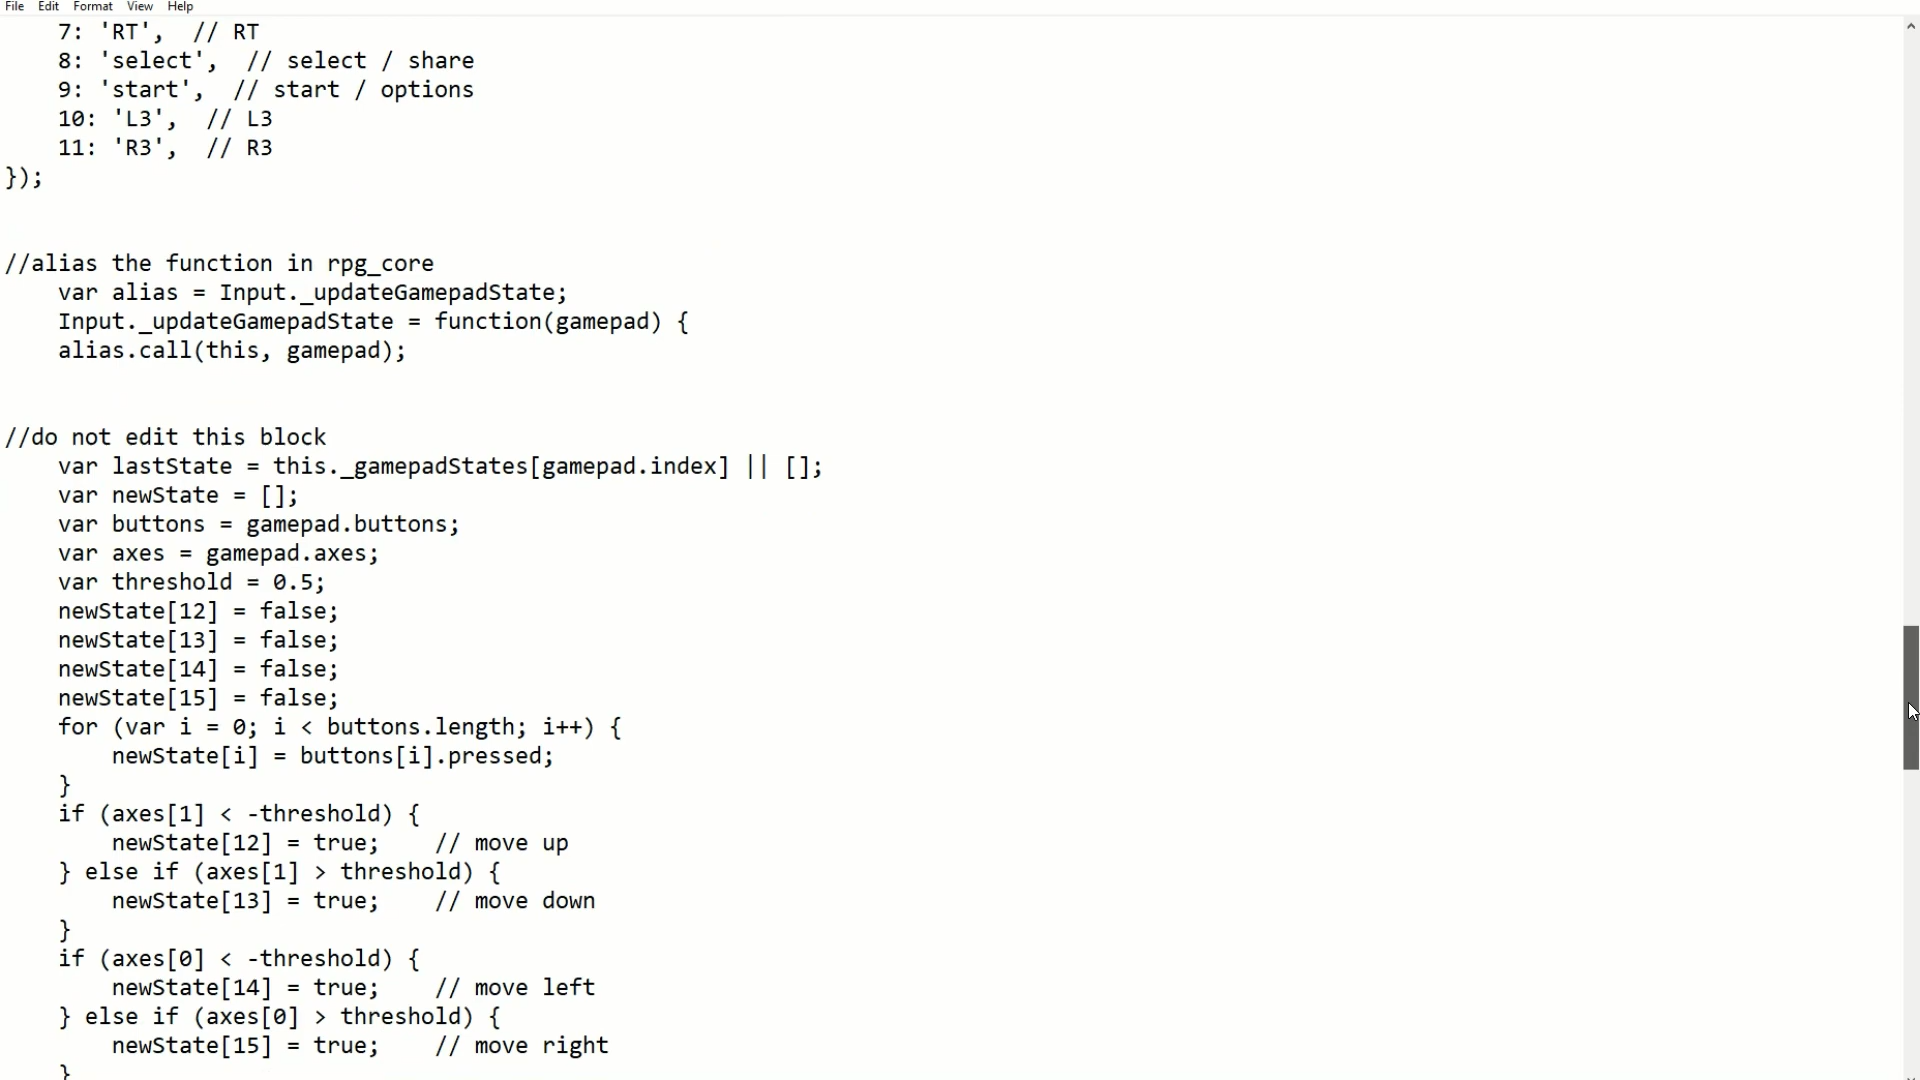 File Edit Format View Help
7: 'RT',  // RT
8: 'select',  // select / share
9: 'start',  // start / options
10: 'L3',  // L3
11: 'R3',  // R3
});
//alias the function in rpg_core
var alias = Input._updateGamepadState;
Input._updateGamepadState = function(gamepad) {
alias.call(this, gamepad);
//do not edit this block
var lastState = this._gamepadStates[gamepad.index] || [];
var newState = [];
var buttons = gamepad.buttons;
var axes = gamepad.axes;
var threshold = 0.5;
newState[12] = false;
newState[13] = false;
newState[14] = false;
newState[15] = false;
for (var i = 0; i < buttons.length; i++) {
newState[i] = buttons[i].pressed;
}
if (axes[1] < -threshold) {
newState[12] = true;    // move up
} else if (axes[1] > threshold) {
newState[13] = true;    // move down
}
if (axes[0] < -threshold) {
newState[14] = true;    // move left
} else if (axes[0] > threshold) {
newState[15] = true;    // move right
}